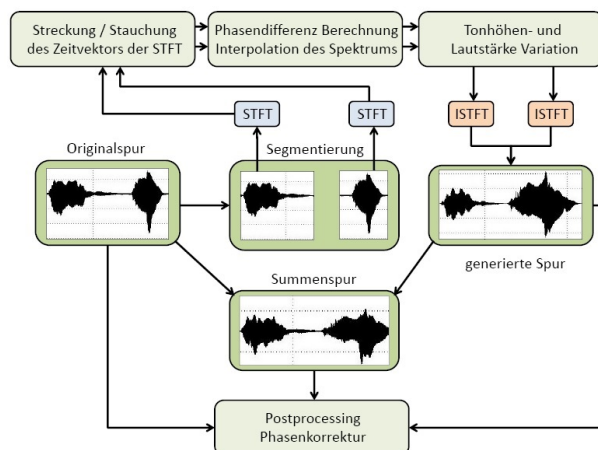 Streckung / Stauchung
des Zeitvektors der STFT
Phasendifferenz Berechnung
Interpolation des Spektrums
Tonhöhen- und
Lautstärke Variation
STFT
STFT
ISTFT
ISTFT
Originalspur
Segmentierung
generierte Spur
Summenspur
Postprocessing
Phasenkorrektur